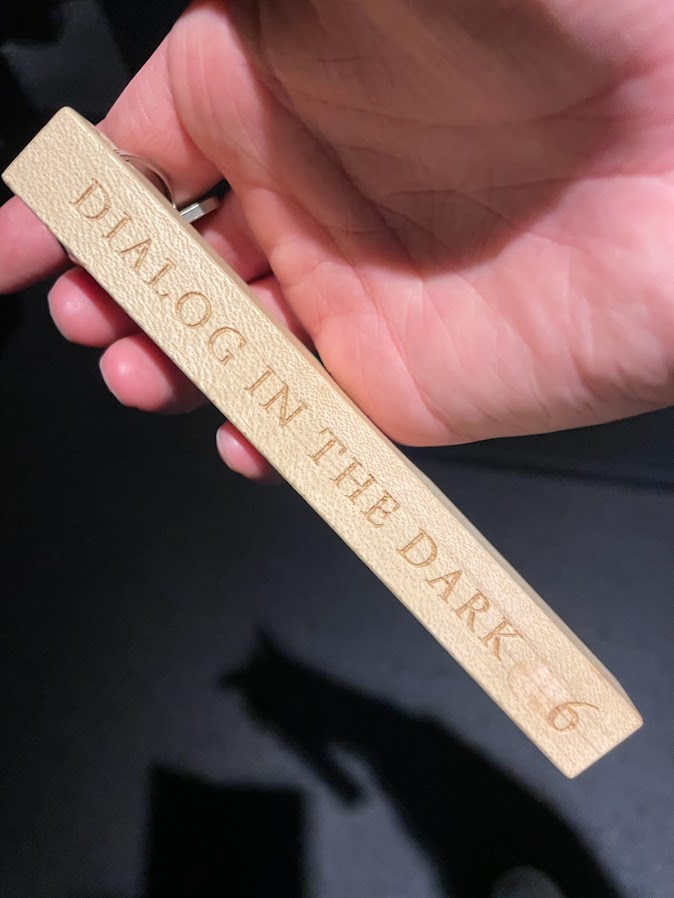 DIALOG IN THE DARK 6